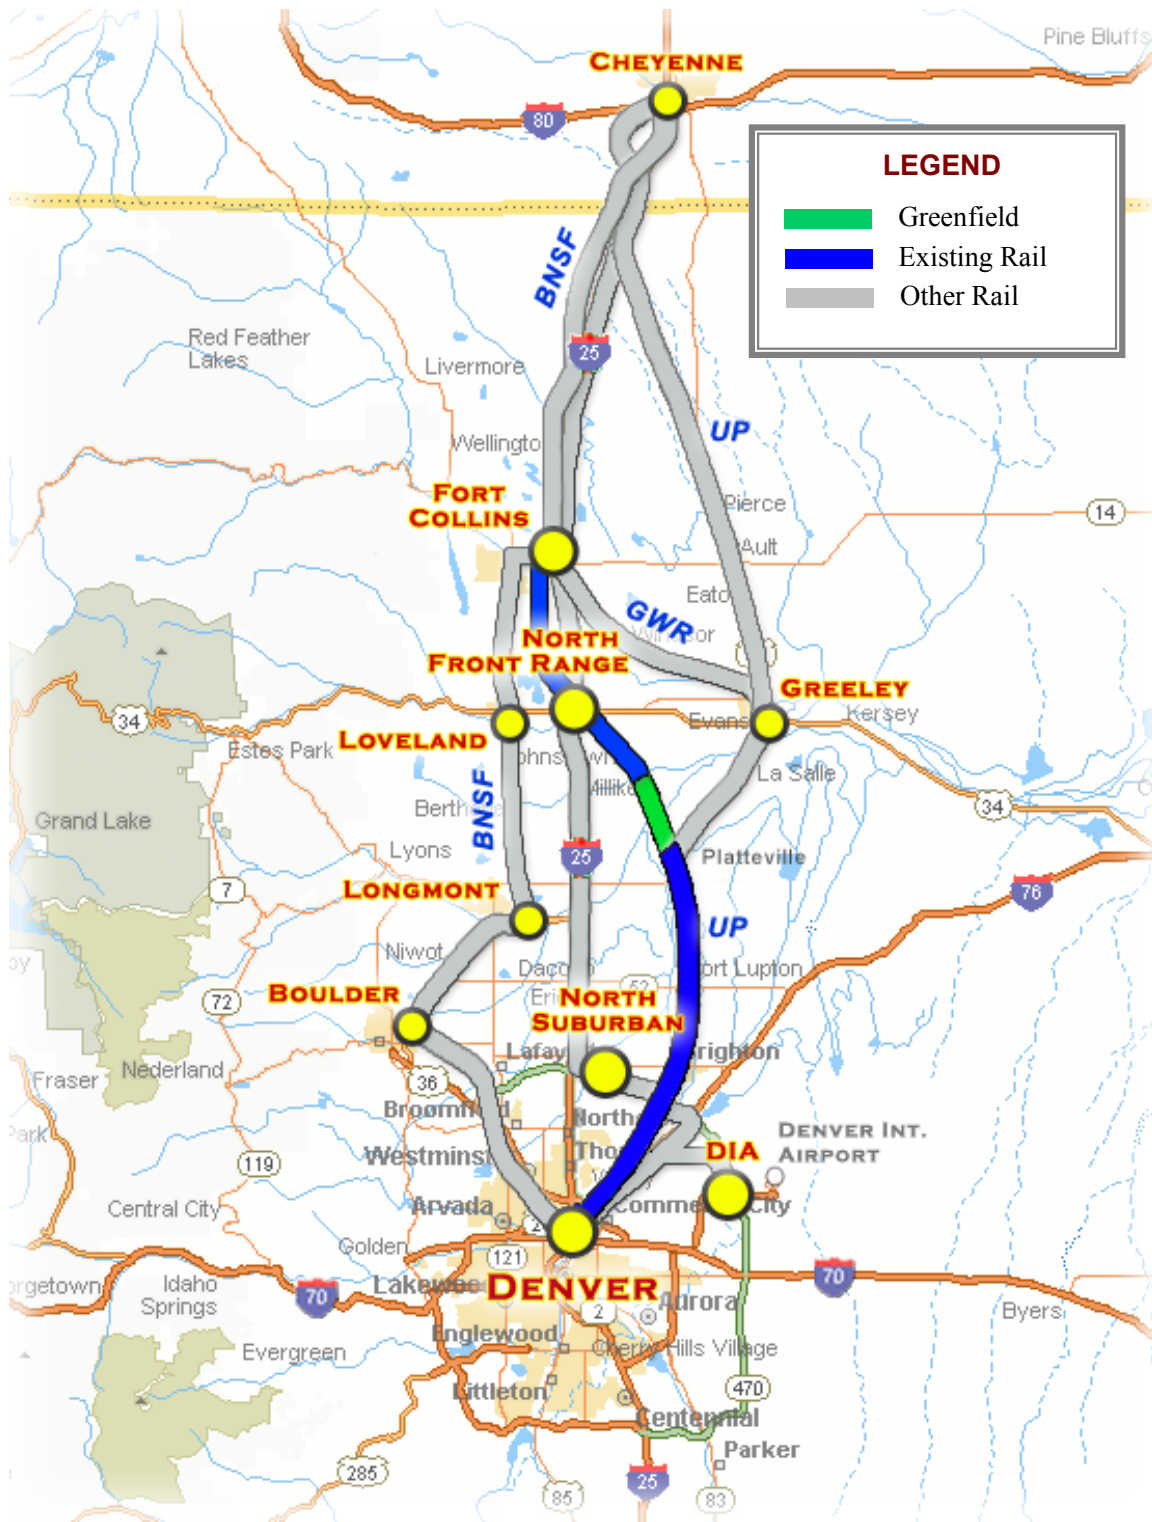 Pine Bluffs
CHEYENNE
80
LEGEND
Greenfield
Existing Rail
Other Rail
BNSF
Red Feather
Lakes
25
Livermore
UP
Wellington
FORT
COLLINS
Pierce
14
Ault
GWR
NORTH
FRONT RANGE
GREELEY
34
Evans
Kersey
LOVELAND
Estes Park
La Salle
BNSF
34
Grand Lake
Lyons
25
Platteville
7
LONGMONT
76
UP
Niwot
BOULDER
72
NORTH
SUBURBAN
52
Fraser
Nederland
36
DENVER INT.
AIRPORT
DIA
119
Central City
Arvada
Golden
121
70
70
Idaho
Springs
DENVER
2
Aurora
Byers
Englewood
Cherry Hills Village
Evergreen
Littleton
470
Centennial
Parker
285
25
85
83